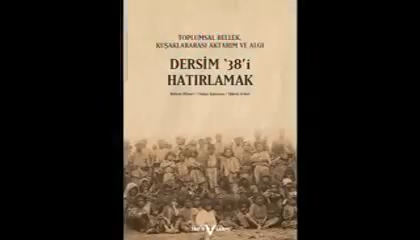 TOPLUMSAL BELLEK,
KUŞAKLARARASI AKTARIM VE ALGI
DERSİM '38'i
HATIRLAMAK